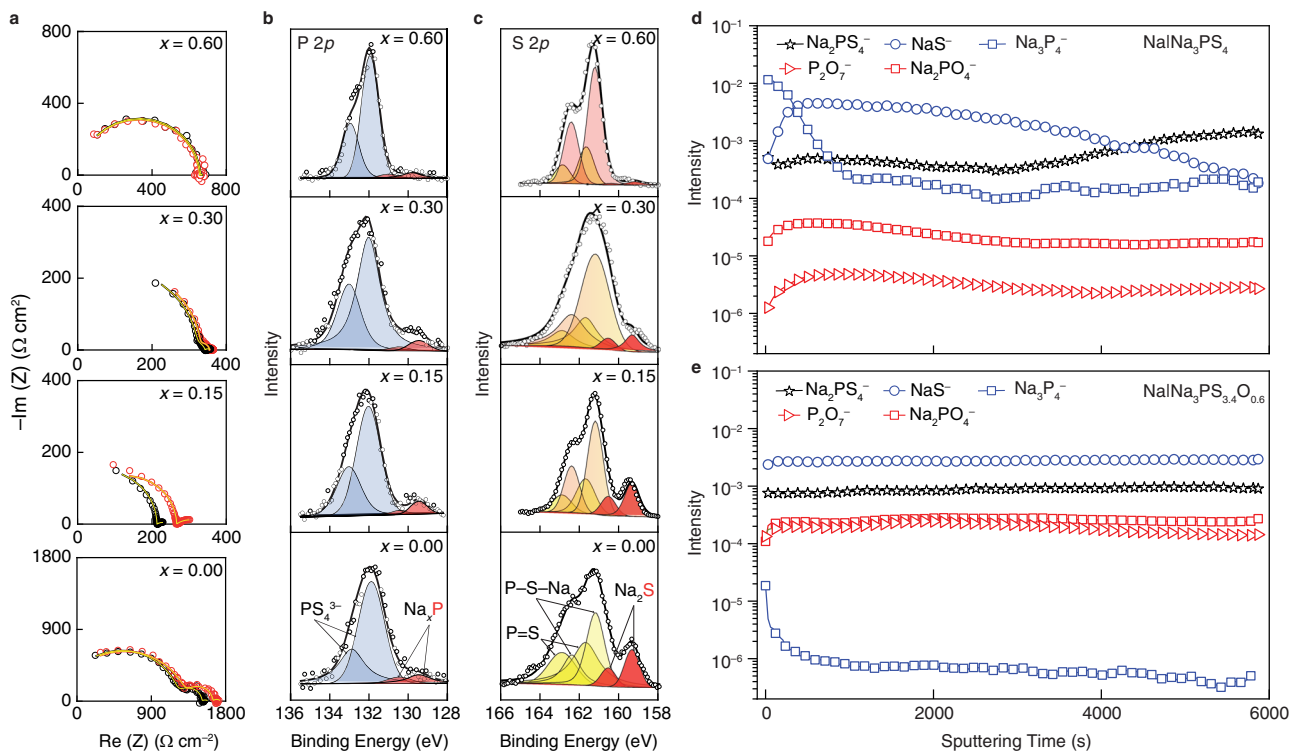 a
x = 0.60
800
400
0
0 400 800
x = 0.30
400
200
0
0 200 400
x = 0.15
400
200
0
0 200 400
x = 0.00
1800
900
0
0 900 1800
–Im (Z) (Ω cm²)
Re (Z) (Ω cm⁻²)
b
P 2p
x = 0.60
x = 0.30
x = 0.15
x = 0.00
PS₄³⁻
NaₓP
Intensity
136 134 132 130 128
Binding Energy (eV)
c
S 2p
x = 0.60
x = 0.30
x = 0.15
x = 0.00
P–S–Na
Na₂S
P=S
166 164 162 160 158
Binding Energy (eV)
d
Na₂PS₄⁻ NaS⁻ Na₃P₄⁻ Na|Na₃PS₄
P₂O₇⁻ Na₂PO₄⁻
10⁻¹
10⁻²
10⁻³
10⁻⁴
10⁻⁵
10⁻⁶
Intensity
0 2000 4000 6000
e
Na₂PS₄⁻ NaS⁻ Na₃P₄⁻ Na|Na₃PS₃.₄O₀.₆
P₂O₇⁻ Na₂PO₄⁻
10⁻¹
10⁻²
10⁻³
10⁻⁴
10⁻⁵
10⁻⁶
Intensity
0 2000 4000 6000
Sputtering Time (s)